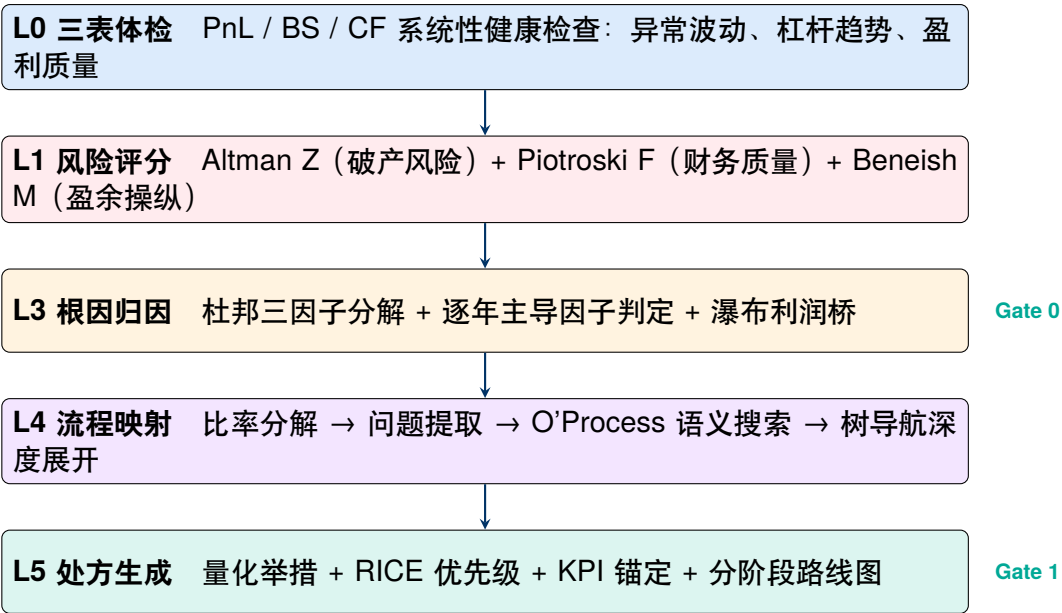 L0 三表体检 PnL / BS / CF 系统性健康检查：异常波动、杠杆趋势、盈
利质量
L1 风险评分 Altman Z（破产风险）+ Piotroski F（财务质量）+ Beneish
M（盈余操纵）
L3 根因归因 杜邦三因子分解 + 逐年主导因子判定 + 瀑布利润桥
Gate 0
L4 流程映射 比率分解 → 问题提取 → O'Process 语义搜索 → 树导航深
度展开
L5 处方生成 量化举措 + RICE 优先级 + KPI 锚定 + 分阶段路线图
Gate 1